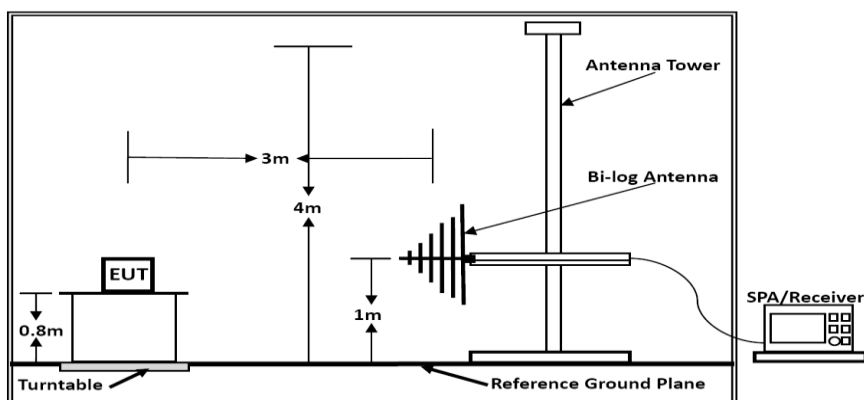 Antenna Tower
3m
Bi-log Antenna
4m
EUT
SPA/Receiver
0.8m
1m
Turntable
Reference Ground Plane